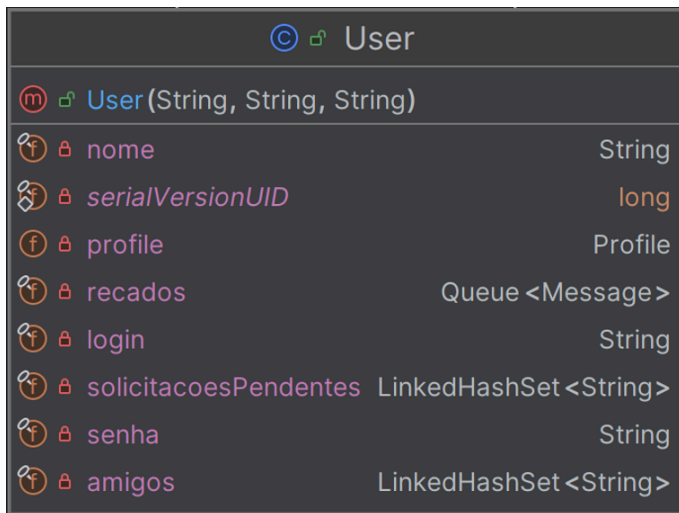 User
User(String, String, String)
nome String
serialVersionUID long
profile Profile
recados Queue<Message>
login String
solicitacoesPendentes LinkedHashSet<String>
senha String
amigos LinkedHashSet<String>